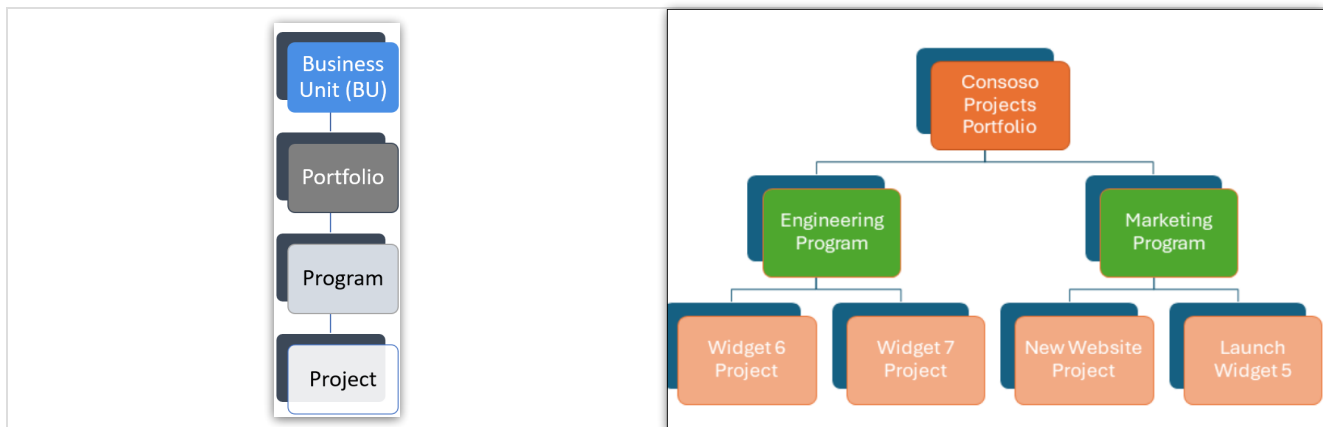 Business
Unit (BU)
Portfolio
Program
Project
Consoso
Projects
Portfolio
Engineering
Program
Marketing
Program
Widget 6
Project
Widget 7
Project
New Website
Project
Launch
Widget 5